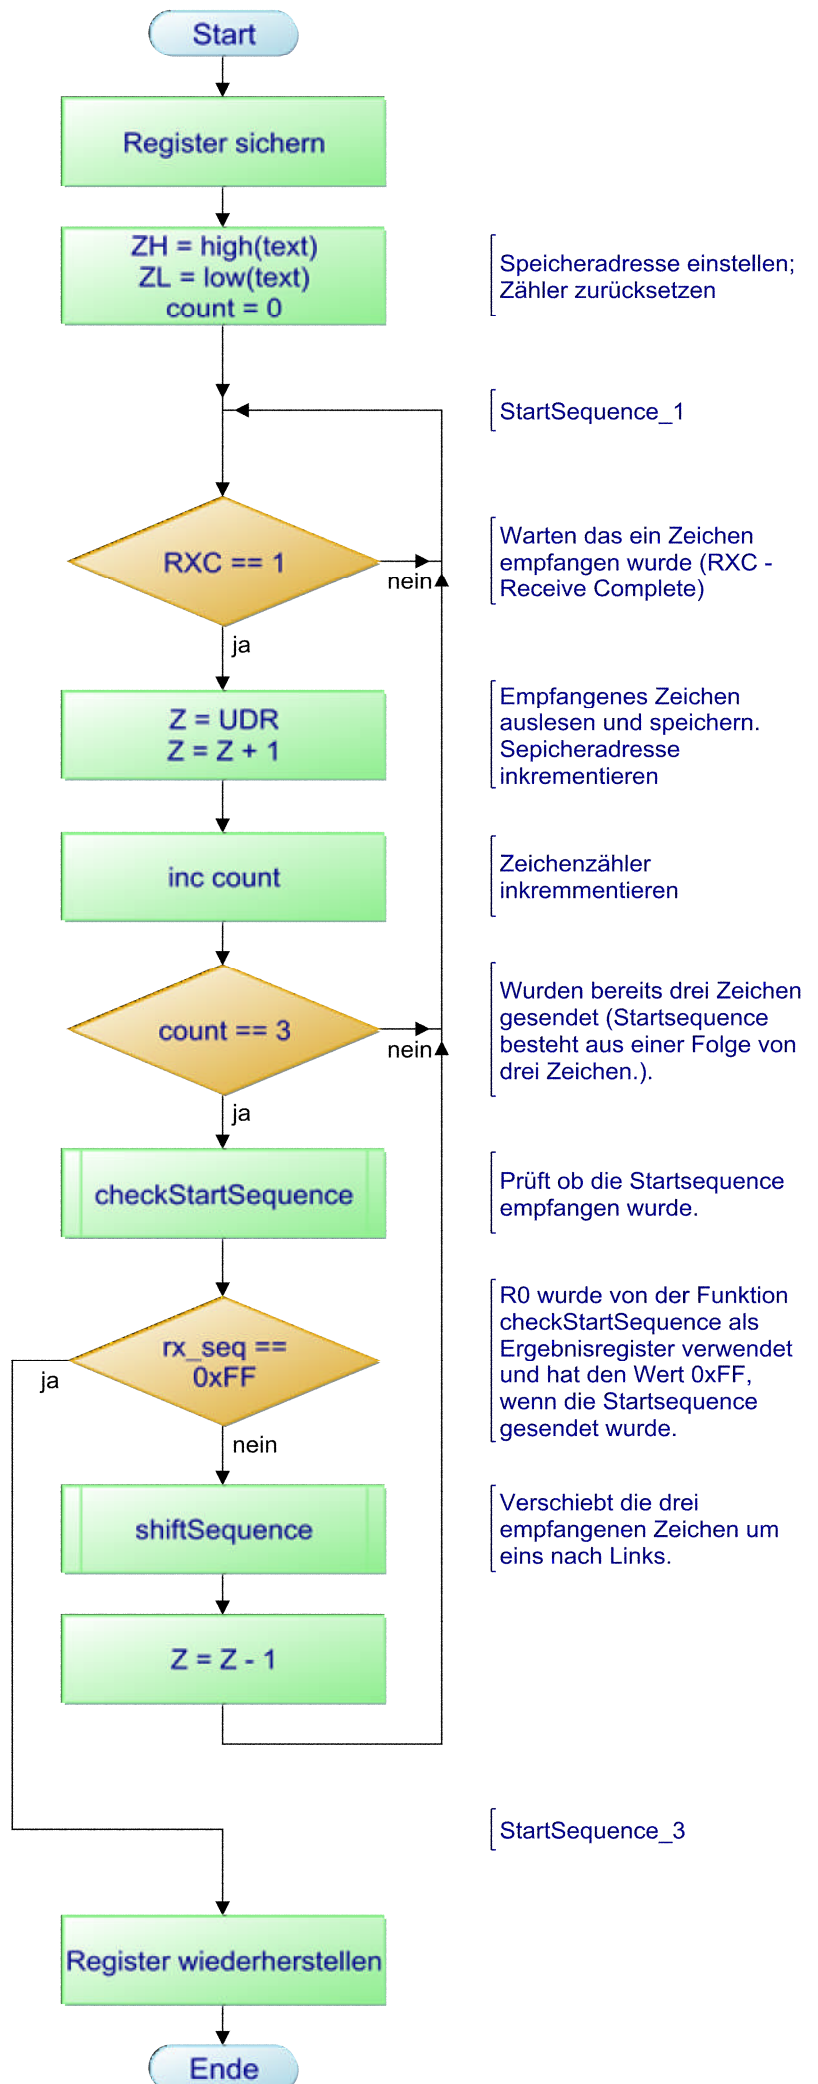 Start
Register sichern
ZH = high(text)
ZL = low(text)
count = 0
Speicheradresse einstellen;
Zähler zurücksetzen
StartSequence_1
RXC == 1
nein
ja
Warten das ein Zeichen
empfangen wurde (RXC -
Receive Complete)
Z = UDR
Z = Z + 1
Empfangenes Zeichen
auslesen und speichern.
Sepicheradresse
inkrementieren
inc count
Zeichenzähler
inkremmentieren
count == 3
nein
ja
Wurden bereits drei Zeichen
gesendet (Startsequence
besteht aus einer Folge von
drei Zeichen.).
checkStartSequence
Prüft ob die Startsequence
empfangen wurde.
rx_seq ==
0xFF
ja
nein
R0 wurde von der Funktion
checkStartSequence als
Ergebnisregister verwendet
und hat den Wert 0xFF,
wenn die Startsequence
gesendet wurde.
shiftSequence
Verschiebt die drei
empfangenen Zeichen um
eins nach Links.
Z = Z - 1
StartSequence_3
Register wiederherstellen
Ende